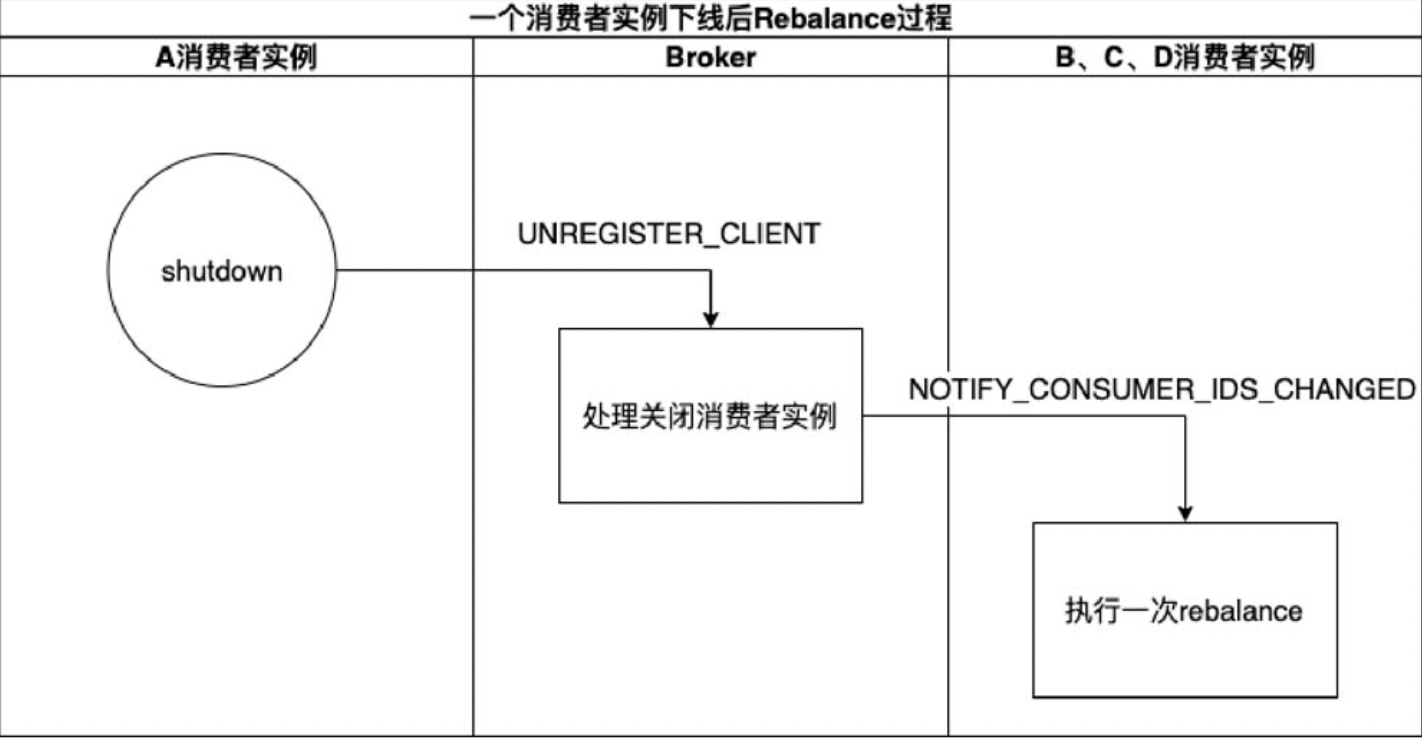 一个消费者实例下线后Rebalance过程
A消费者实例
Broker
B、C、D消费者实例
shutdown
UNREGISTER_CLIENT
处理关闭消费者实例
NOTIFY_CONSUMER_IDS_CHANGED
执行一次rebalance